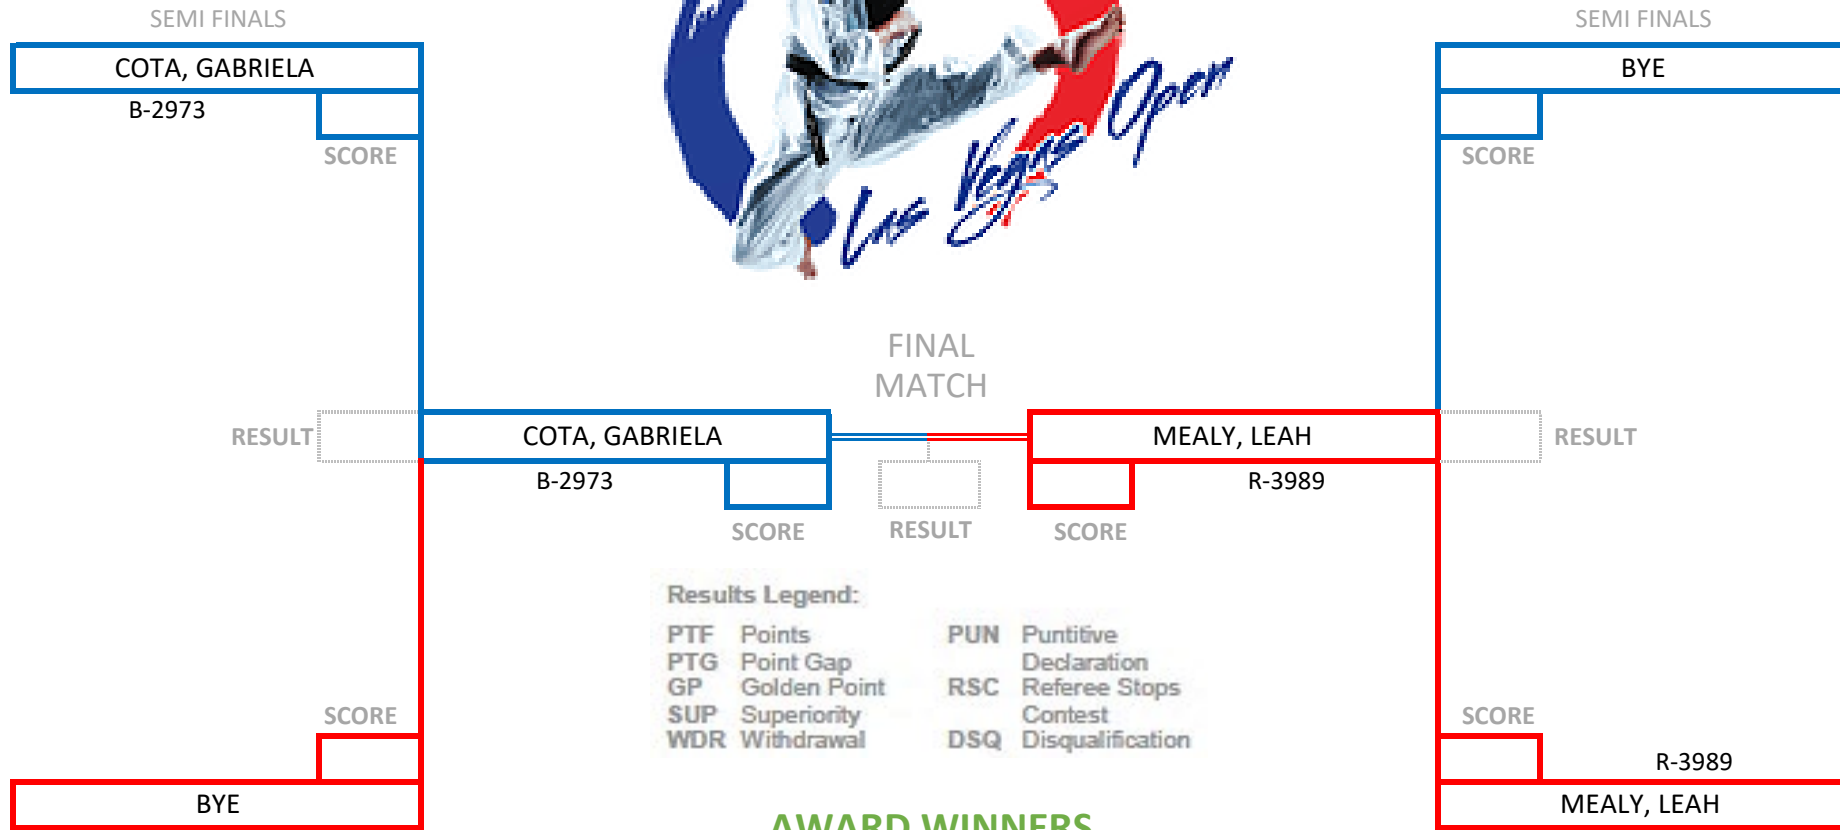 SEMI FINALS
SEMI FINALS
COTA, GABRIELA
BYE
B-2973
SCORE
SCORE
Las Vegas Open
FINAL
MATCH
RESULT
COTA, GABRIELA
MEALY, LEAH
RESULT
B-2973
R-3989
SCORE
RESULT
SCORE
Results Legend:
PTF Points
PTG Point Gap
GP Golden Point
SUP Superiority
WDR Withdrawal
PUN Puntitive
Declaration
RSC Referee Stops
Contest
DSQ Disqualification
SCORE
SCORE
R-3989
BYE
MEALY, LEAH
AWARD WINNERS